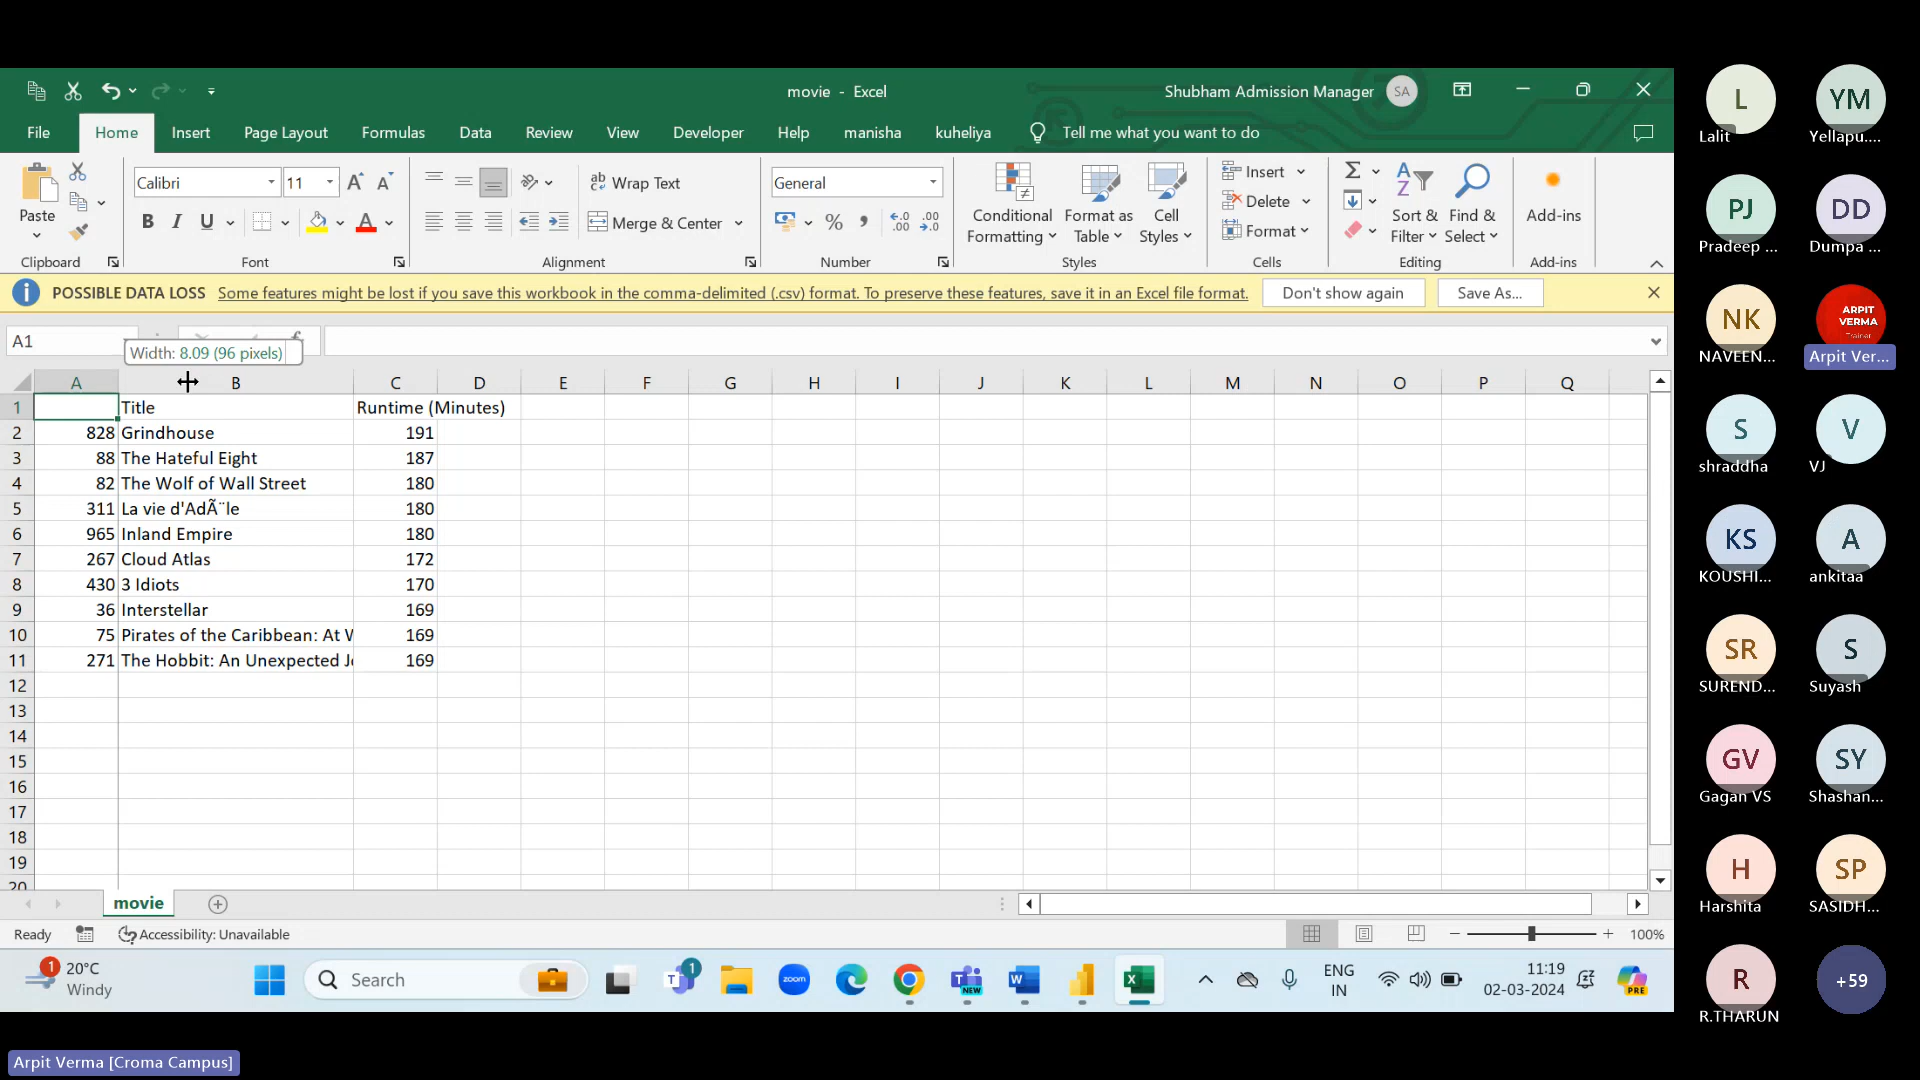 movie - Excel
Shubham Admission Manager SA
File Home Insert Page Layout Formulas Data Review View Developer Help manisha kuheliya Tell me what you want to do
Paste
Calibri 11
B I U A
Wrap Text
Merge & Center
General
% ,
Conditional Formatting
Format as Table
Cell Styles
Insert
Delete
Format
Sort & Filter
Find & Select
Add-ins
Clipboard Font Alignment Number Styles Cells Editing Add-ins
POSSIBLE DATA LOSS Some features might be lost if you save this workbook in the comma-delimited (.csv) format. To preserve these features, save it in an Excel file format. Don't show again Save As...
A1
Width: 8.09 (96 pixels)
A B C D E F G H I J K L M N O P Q
1 Title Runtime (Minutes)
2 828 Grindhouse 191
3 88 The Hateful Eight 187
4 82 The Wolf of Wall Street 180
5 311 La vie d'AdÃ¨le 180
6 965 Inland Empire 180
7 267 Cloud Atlas 172
8 430 3 Idiots 170
9 36 Interstellar 169
10 75 Pirates of the Caribbean: At W 169
11 271 The Hobbit: An Unexpected Jo 169
12
13
14
15
16
17
18
19
20
movie
Ready Accessibility: Unavailable 100%
1 20°C
Windy
Search
zoom
1
NEW
ENG
IN
11:19
02-03-2024
PRE
L YM
Lalit Yellapu....
PJ DD
Pradeep ... Dumpa ...
NK ARPIT VERMA Trainer
NAVEEN... Arpit Ver...
S V
shraddha VJ
KS A
KOUSHI... ankitaa
SR S
SUREND... Suyash
GV SY
Gagan VS Shashan...
H SP
Harshita SASIDH...
R +59
R.THARUN
Arpit Verma [Croma Campus]